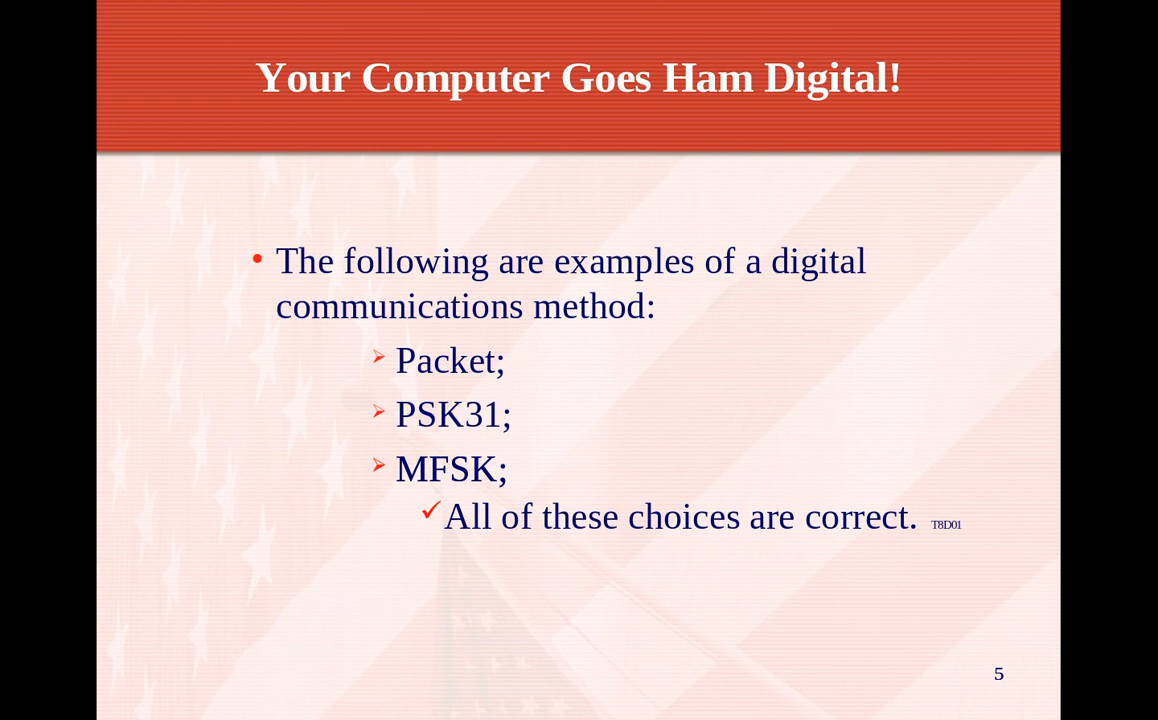 Your Computer Goes Ham Digital!
• The following are examples of a digital
communications method:
➢ Packet;
➢ PSK31;
➢ MFSK;
✓All of these choices are correct. T8D01
5